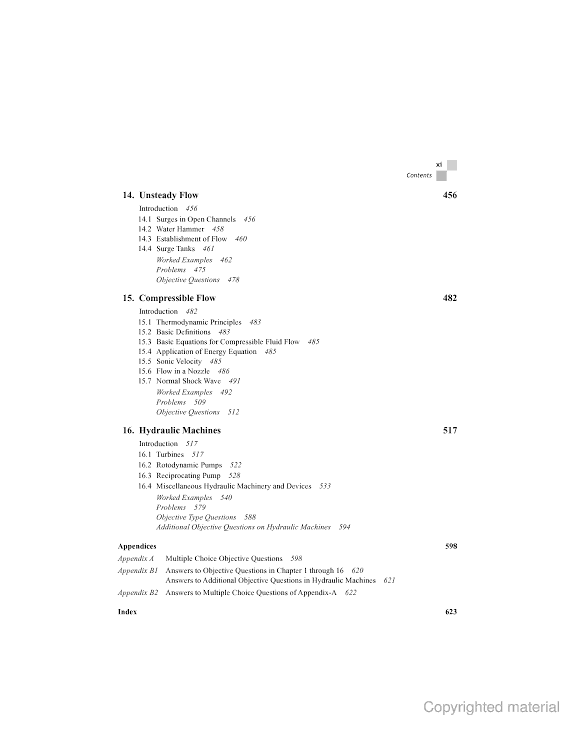 xi
Contents
14. Unsteady Flow 456
Introduction 456
14.1 Surges in Open Channels 456
14.2 Water Hammer 458
14.3 Establishment of Flow 460
14.4 Surge Tanks 461
Worked Examples 462
Problems 475
Objective Questions 478
15. Compressible Flow 482
Introduction 482
15.1 Thermodynamic Principles 483
15.2 Basic Definitions 483
15.3 Basic Equations for Compressible Fluid Flow 485
15.4 Application of Energy Equation 485
15.5 Sonic Velocity 485
15.6 Flow in a Nozzle 486
15.7 Normal Shock Wave 491
Worked Examples 492
Problems 509
Objective Questions 512
16. Hydraulic Machines 517
Introduction 517
16.1 Turbines 517
16.2 Rotodynamic Pumps 522
16.3 Reciprocating Pump 528
16.4 Miscellaneous Hydraulic Machinery and Devices 533
Worked Examples 540
Problems 579
Objective Type Questions 588
Additional Objective Questions on Hydraulic Machines 594
Appendices 598
Appendix A Multiple Choice Objective Questions 598
Appendix B1 Answers to Objective Questions in Chapter 1 through 16 620
Answers to Additional Objective Questions in Hydraulic Machines 621
Appendix B2 Answers to Multiple Choice Questions of Appendix-A 622
Index 623
Copyrighted material